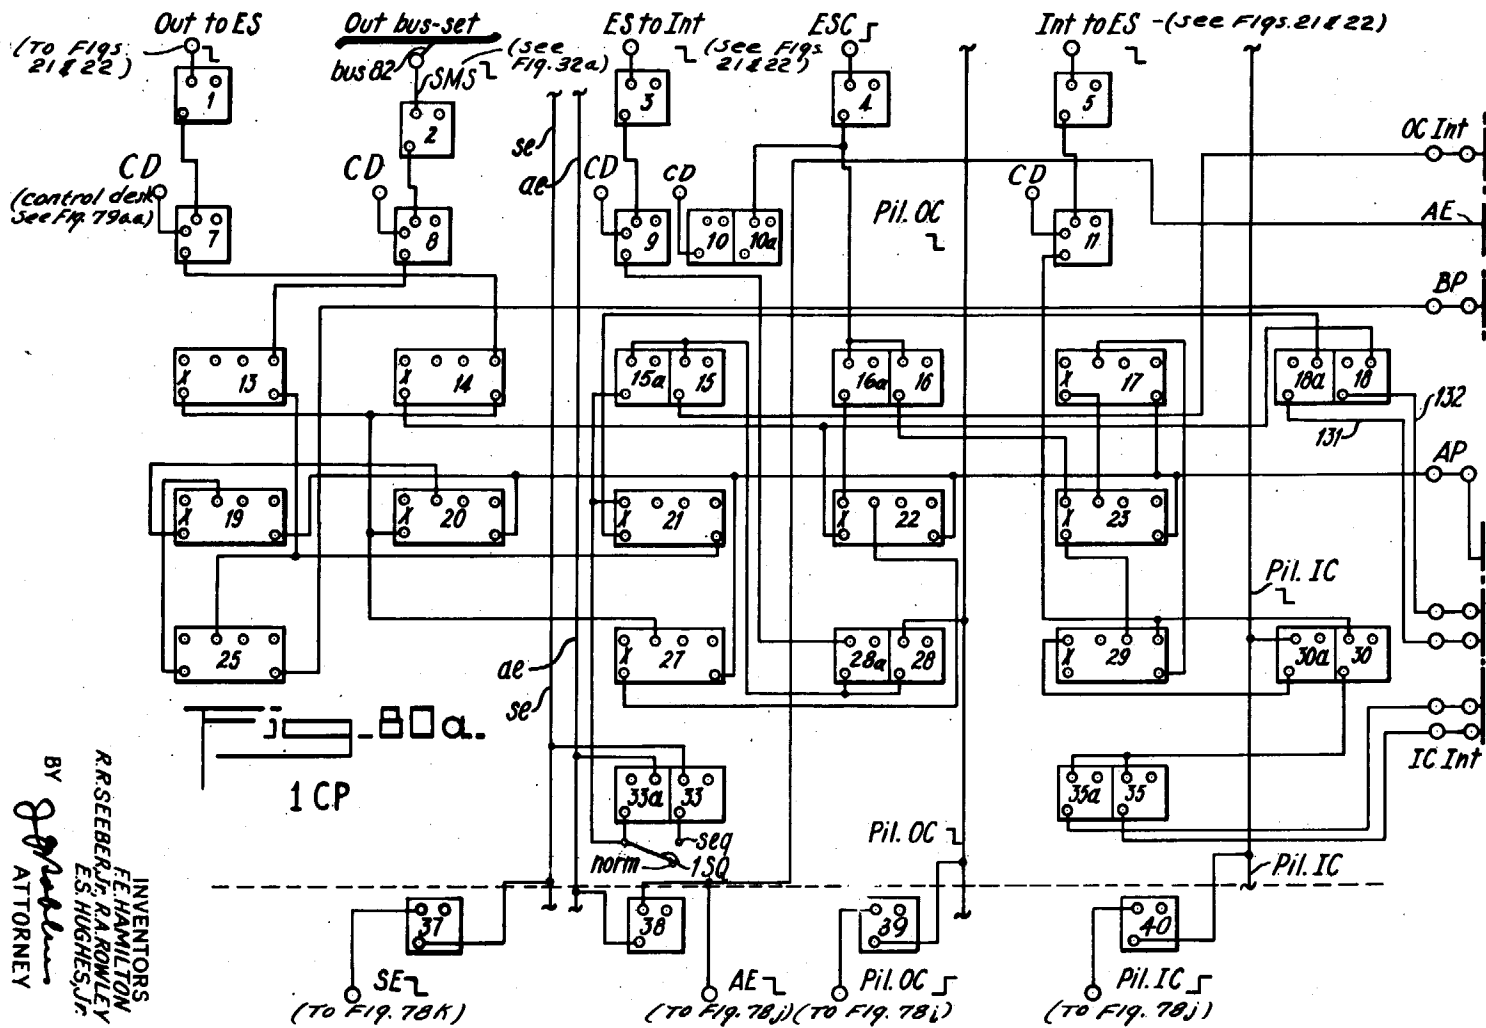 Out to ES
(To Figs.
21 & 22)
Out bus-set
bus 82
SMS
(see
Fig. 32a)
ES to Int
(see Figs
21 & 22)
ESC
Int to ES -(see Figs. 21 & 22)
1
2
3
4
5
se
ae
OC Int
CD
(control desk
See Fig. 79aa)
CD
CD
CD
CD
Pil. OC
AE
7
8
9
10
10a
11
BP
X 13
X 14
15a 15
16a 16
X 17
18a 18
132
131
AP
X 19
X 20
X 21
X 22
X 23
Pil. IC
25
X 27
28a 28
X 29
30a 30
ae
se
33a 33
35a 35
IC Int
1 CP
seq
norm
1SQ
Pil. OC
Pil. IC
37
38
39
40
SE
(To Fig. 78k)
AE
(To Fig. 78j)
Pil. OC
(To Fig. 78i)
Pil. IC
(To Fig. 78j)
INVENTORS
F.E. HAMILTON
R.R. SEEBER, Jr. R.A. ROWLEY
E.S. HUGHES, Jr.
BY
ATTORNEY